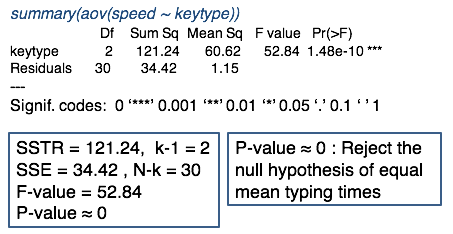 summary(aov(speed ~ keytype))
Df Sum Sq Mean Sq F value Pr(>F)
keytype 2 121.24 60.62 52.84 1.48e-10 ***
Residuals 30 34.42 1.15
---
Signif. codes: 0 ‘***’ 0.001 ‘**’ 0.01 ‘*’ 0.05 ‘.’ 0.1 ‘ ’ 1
SSTR = 121.24, k-1 = 2
SSE = 34.42 , N-k = 30
F-value = 52.84
P-value ≈ 0
P-value ≈ 0 : Reject the
null hypothesis of equal
mean typing times